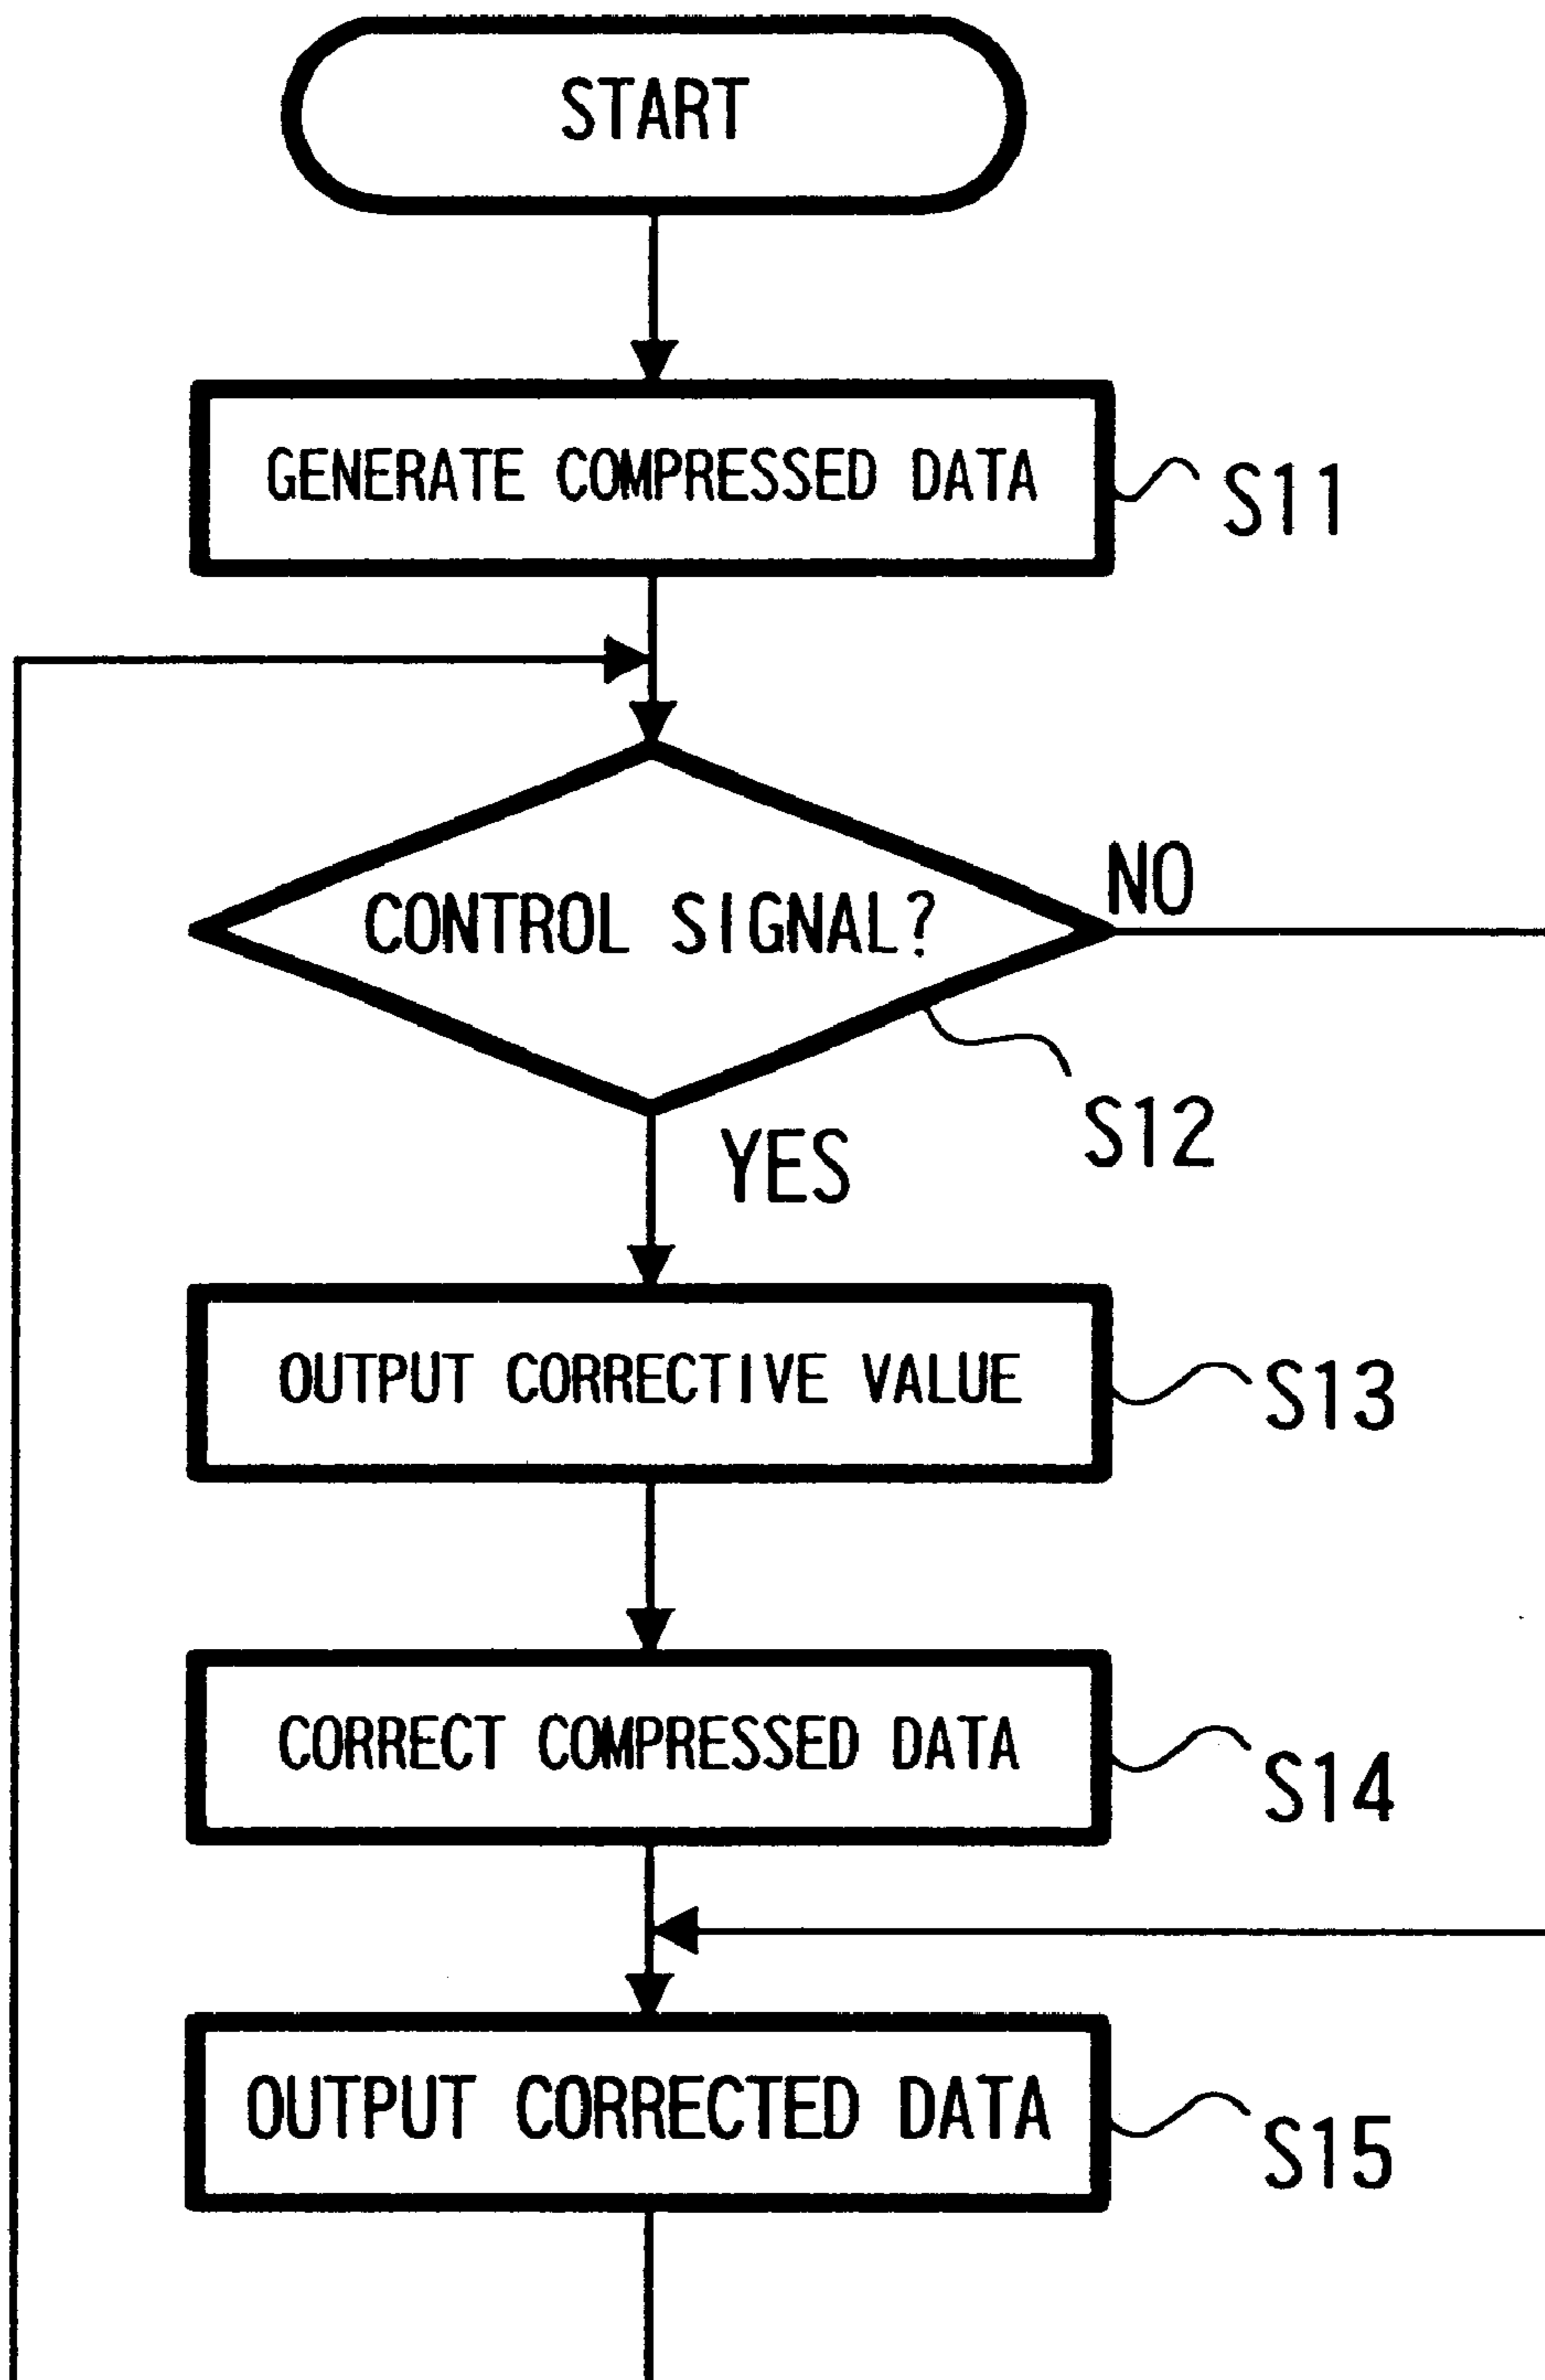 START
GENERATE COMPRESSED DATA
S11
CONTROL SIGNAL?
NO
S12
YES
OUTPUT CORRECTIVE VALUE
S13
CORRECT COMPRESSED DATA
S14
OUTPUT CORRECTED DATA
S15